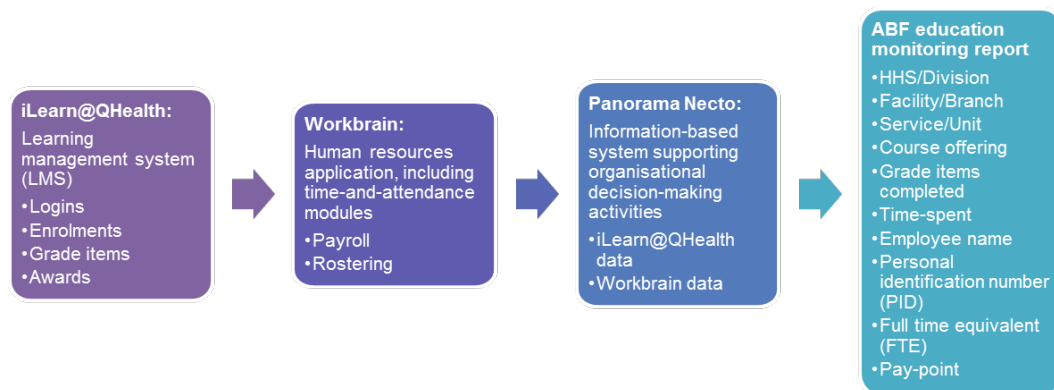 iLearn@QHealth:
Learning
management system
(LMS)
•Logins
•Enrolments
•Grade items
•Awards
Workbrain:
Human resources
application, including
time-and-attendance
modules
•Payroll
•Rostering
Panorama Necto:
Information-based
system supporting
organisational
decision-making
activities
•iLearn@QHealth
data
•Workbrain data
ABF education
monitoring report
•HHS/Division
•Facility/Branch
•Service/Unit
•Course offering
•Grade items
completed
•Time-spent
•Employee name
•Personal
identification number
(PID)
•Full time equivalent
(FTE)
•Pay-point